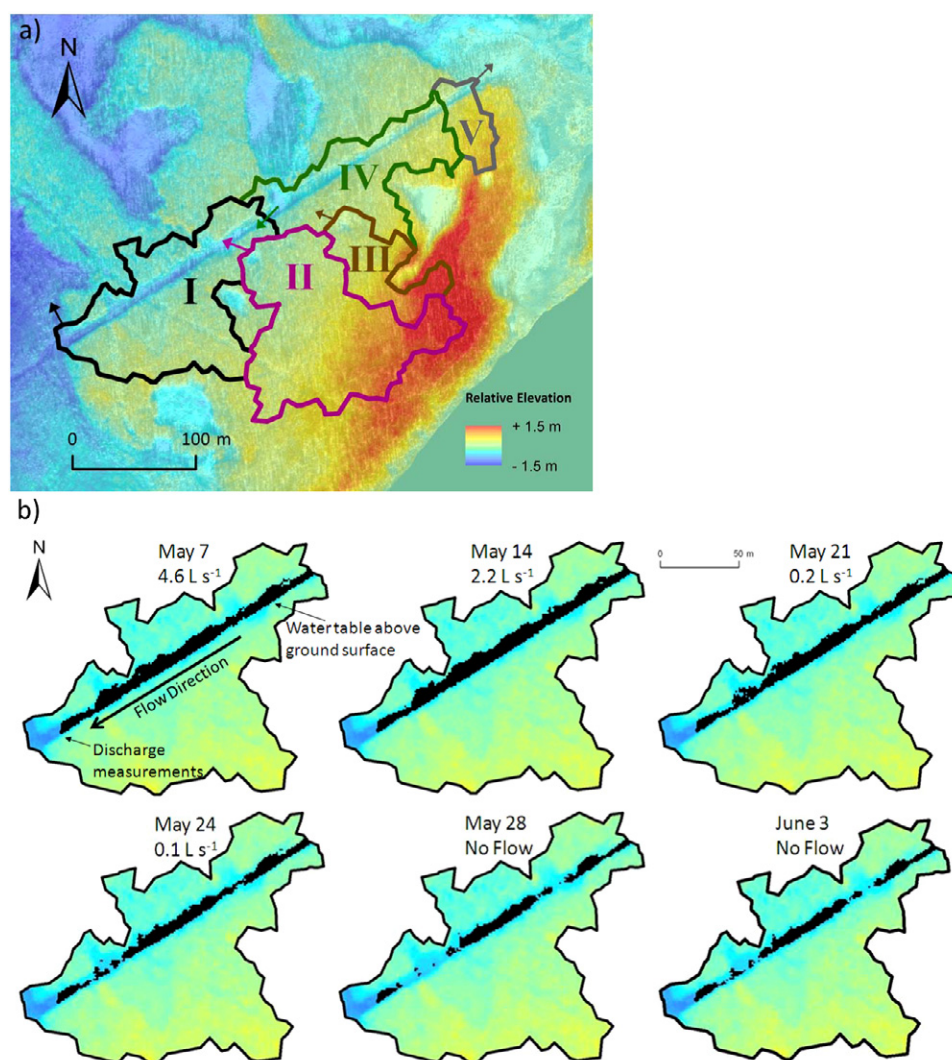 a)
N
V
IV
III
II
I
0 100 m
Relative Elevation
+ 1.5 m
- 1.5 m
b)
N
May 7
4.6 L s⁻¹
Water table above
ground surface
Flow Direction
Discharge
measurements
May 14
2.2 L s⁻¹
0 50 m
May 21
0.2 L s⁻¹
May 24
0.1 L s⁻¹
May 28
No Flow
June 3
No Flow